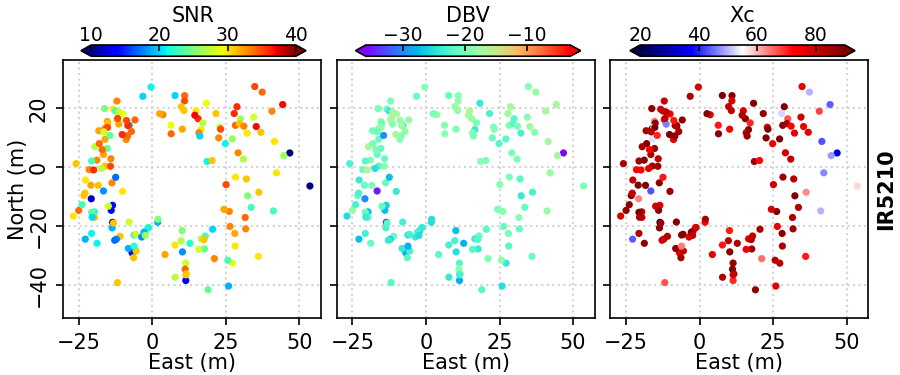 SNR DBV Xc
10 20 30 40 −30 −20 −10 20 40 60 80
20
0
−20
−40
North (m)
−25 0 25 50 −25 0 25 50 −25 0 25 50
East (m) East (m) East (m)
IR5210